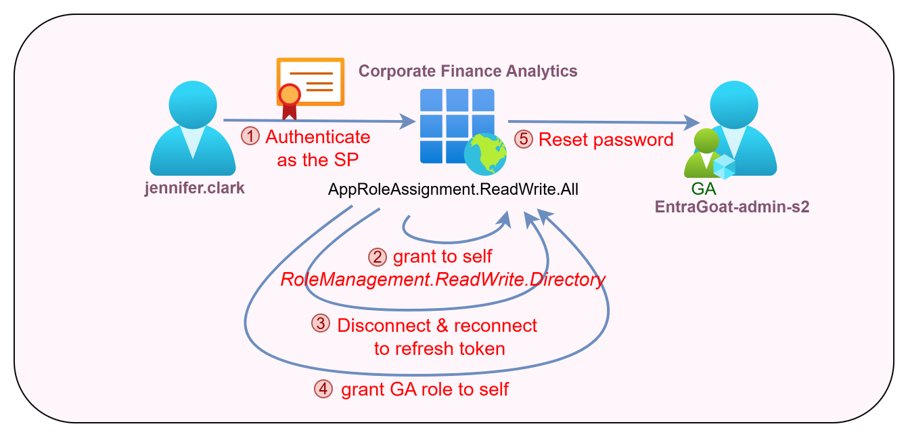 Corporate Finance Analytics
① Authenticate
as the SP
⑤ Reset password
jennifer.clark
AppRoleAssignment.ReadWrite.All
GA
EntraGoat-admin-s2
② grant to self
RoleManagement.ReadWrite.Directory
③ Disconnect & reconnect
to refresh token
④ grant GA role to self